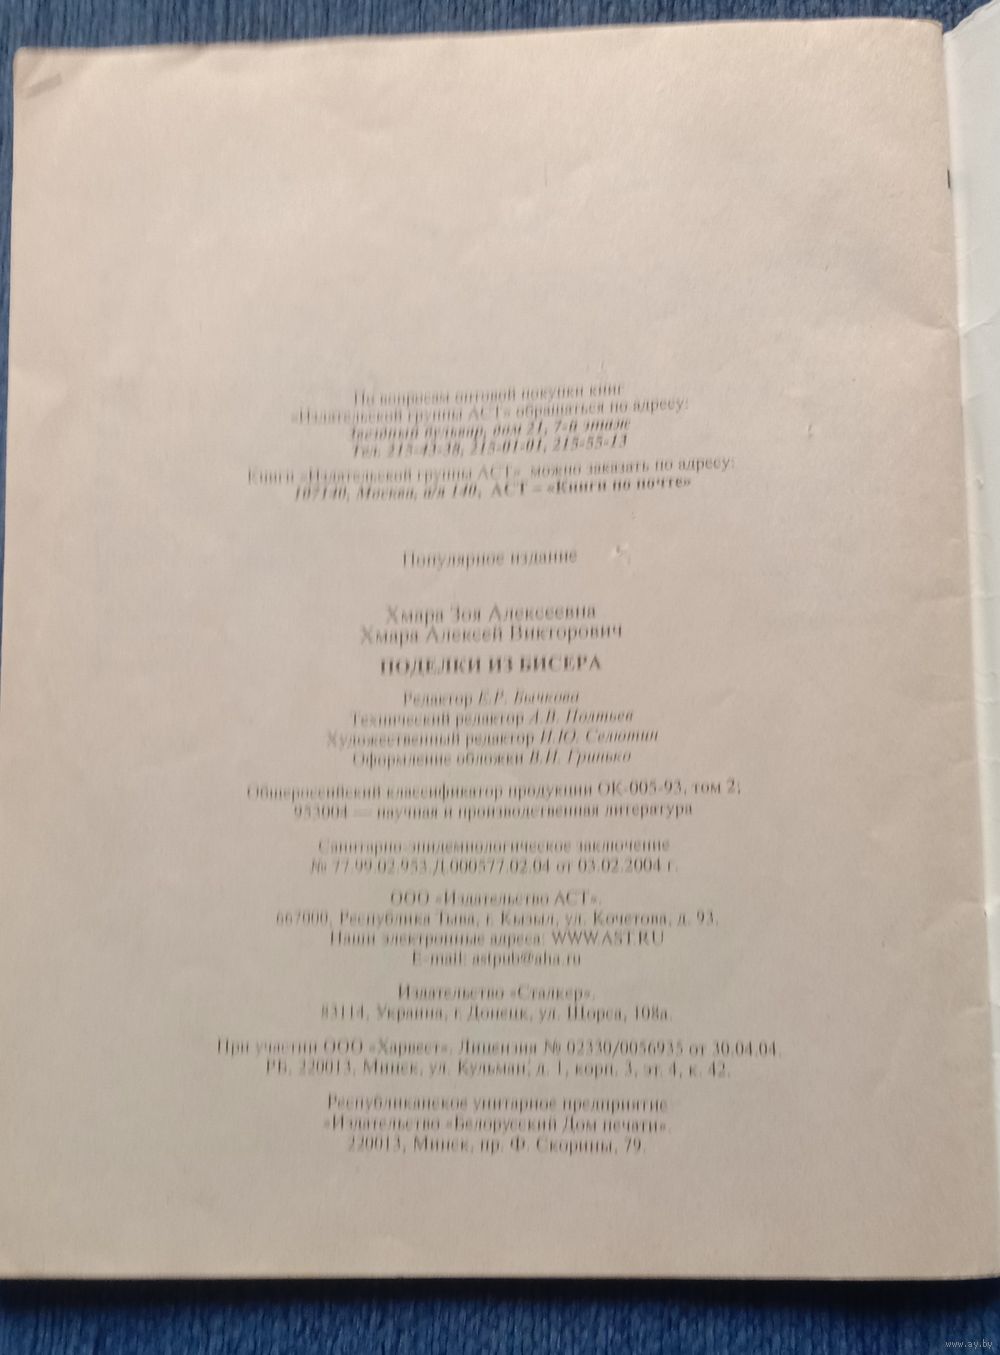 По вопросам оптовой покупки книг
«Издательской группы АСТ» обращаться по адресу:
Звездный бульвар, дом 21, 7-й этаж
Тел. 215-43-38, 215-01-01, 215-55-13
Книги «Издательской группы АСТ» можно заказать по адресу:
107140, Москва, а/я 140, АСТ – «Книги по почте»
Популярное издание
Хмара Зоя Алексеевна
Хмара Алексей Викторович
ПОДЕЛКИ ИЗ БИСЕРА
Редактор Е.Р. Бычкова
Технический редактор А.В. Полтьев
Художественный редактор И.Ю. Селютин
Оформление обложки В.И. Гринько
Общероссийский классификатор продукции ОК-005-93, том 2;
953004 — научная и производственная литература
Санитарно-эпидемиологическое заключение
№ 77.99.02.953.Д.000577.02.04 от 03.02.2004 г.
ООО «Издательство АСТ».
667000, Республика Тыва, г. Кызыл, ул. Кочетова, д. 93.
Наши электронные адреса: WWW.AST.RU
E-mail: astpub@aha.ru
Издательство «Сталкер».
83114, Украина, г. Донецк, ул. Щорса, 108а.
При участии ООО «Харвест». Лицензия № 02330/0056935 от 30.04.04.
РБ, 220013, Минск, ул. Кульман, д. 1, корп. 3, эт. 4, к. 42.
Республиканское унитарное предприятие
«Издательство «Белорусский Дом печати».
220013, Минск, пр. Ф. Скорины, 79.
www.ay.by